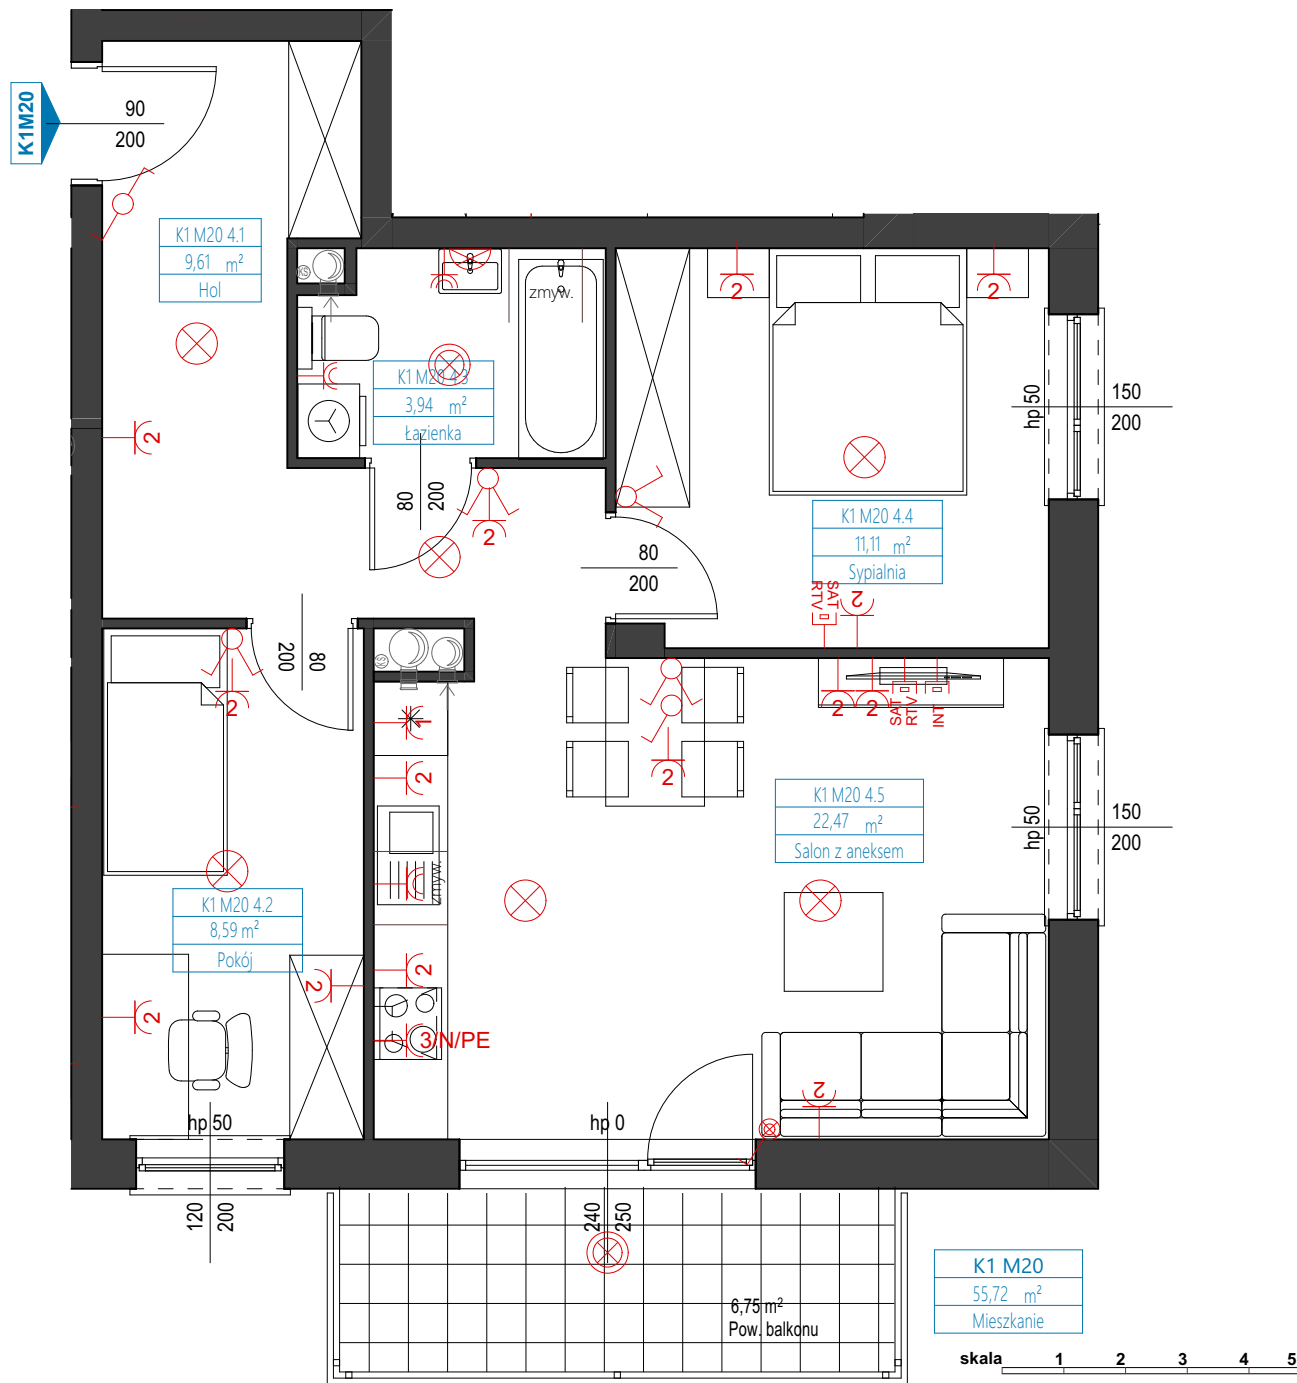 K1M20
90
200
K1 M20 4.1
9,61 m²
Hol
KS
2
zmyw.
K1 M20 4.3
3,94 m²
Łazienka
80
200
2
2
2
hp 50
150
200
K1 M20 4.4
11,11 m²
Sypialnia
80
200
SAT
RTV
2
80
200
2
KS
1
2
zmyw.
2
3/N/PE
2
2
2
SAT
RTV
INT
K1 M20 4.5
22,47 m²
Salon z aneksem
hp 50
150
200
K1 M20 4.2
8,59 m²
Pokój
2
2
2
hp 50
120
200
hp 0
240
250
6,75 m²
Pow. balkonu
K1 M20
55,72 m²
Mieszkanie
skala 1 2 3 4 5